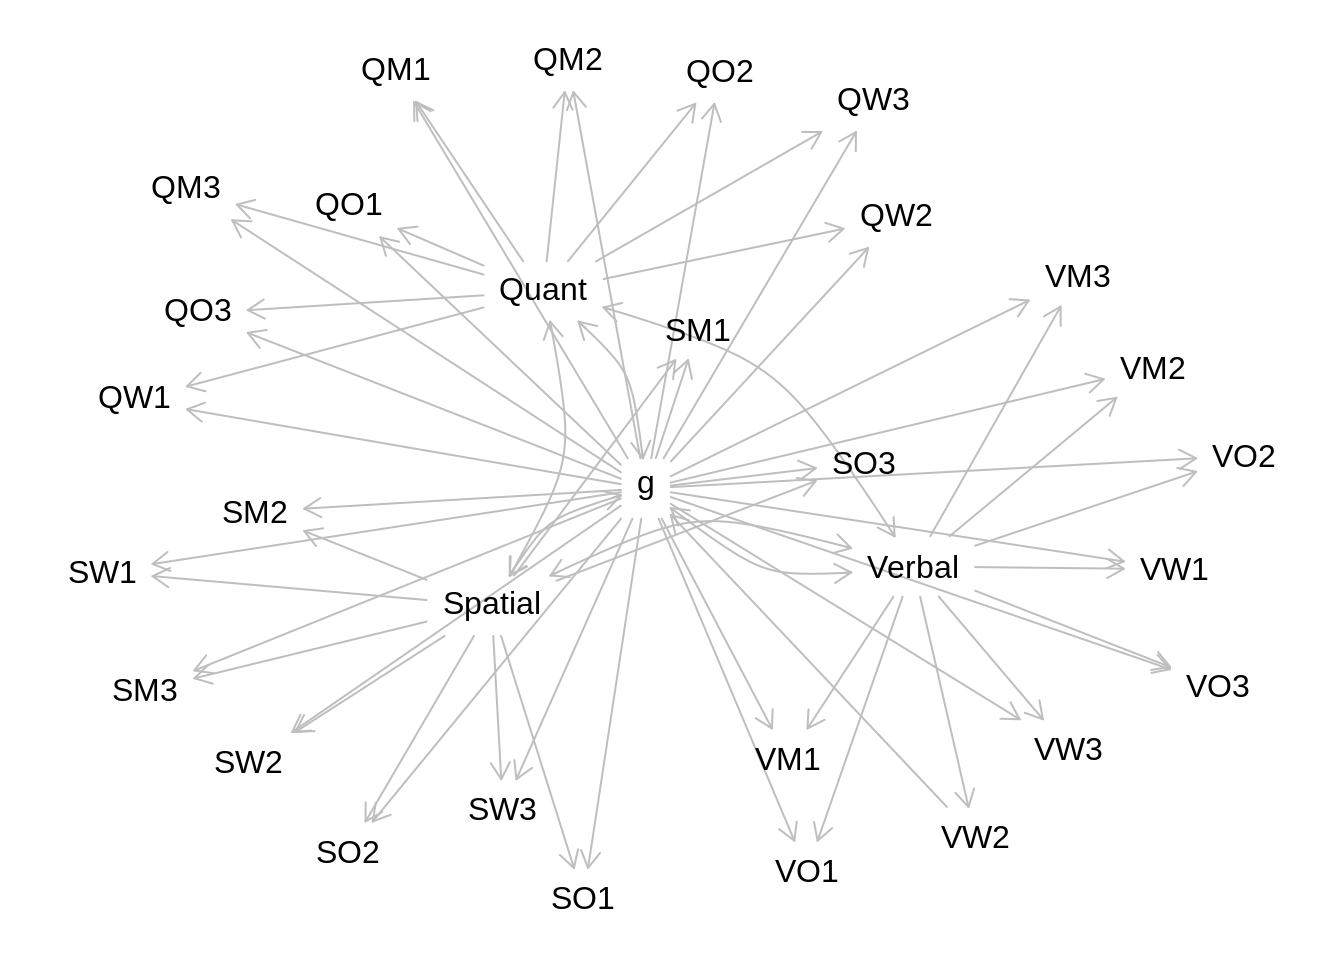 QM2
QM1
QO2
QW3
QM3
QO1
QW2
VM3
Quant
QO3
SM1
VM2
QW1
VO2
SO3
g
SM2
Verbal
VW1
SW1
Spatial
VO3
SM3
VW3
VM1
SW2
SW3
VW2
SO2
VO1
SO1